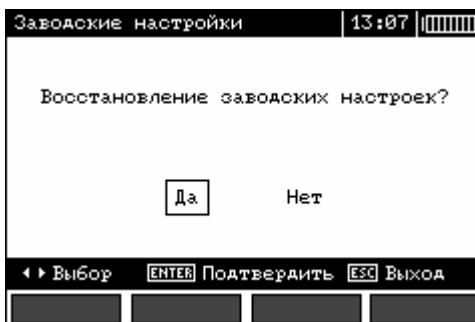 Заводские настройки 13:07
Восстановление заводских настроек?
Да Нет
Выбор ENTER Подтвердить ESC Выход